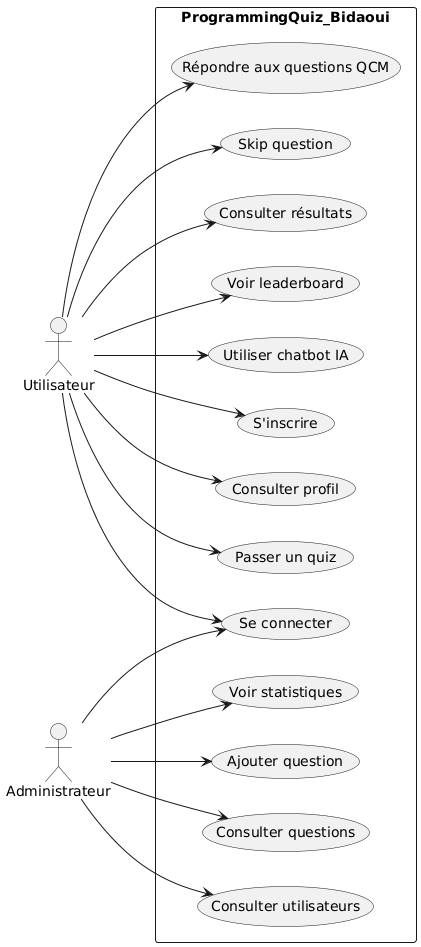 ProgrammingQuiz_Bidaoui
Répondre aux questions QCM
Skip question
Consulter résultats
Voir leaderboard
Utiliser chatbot IA
Utilisateur
S'inscrire
Consulter profil
Passer un quiz
Se connecter
Voir statistiques
Ajouter question
Administrateur
Consulter questions
Consulter utilisateurs